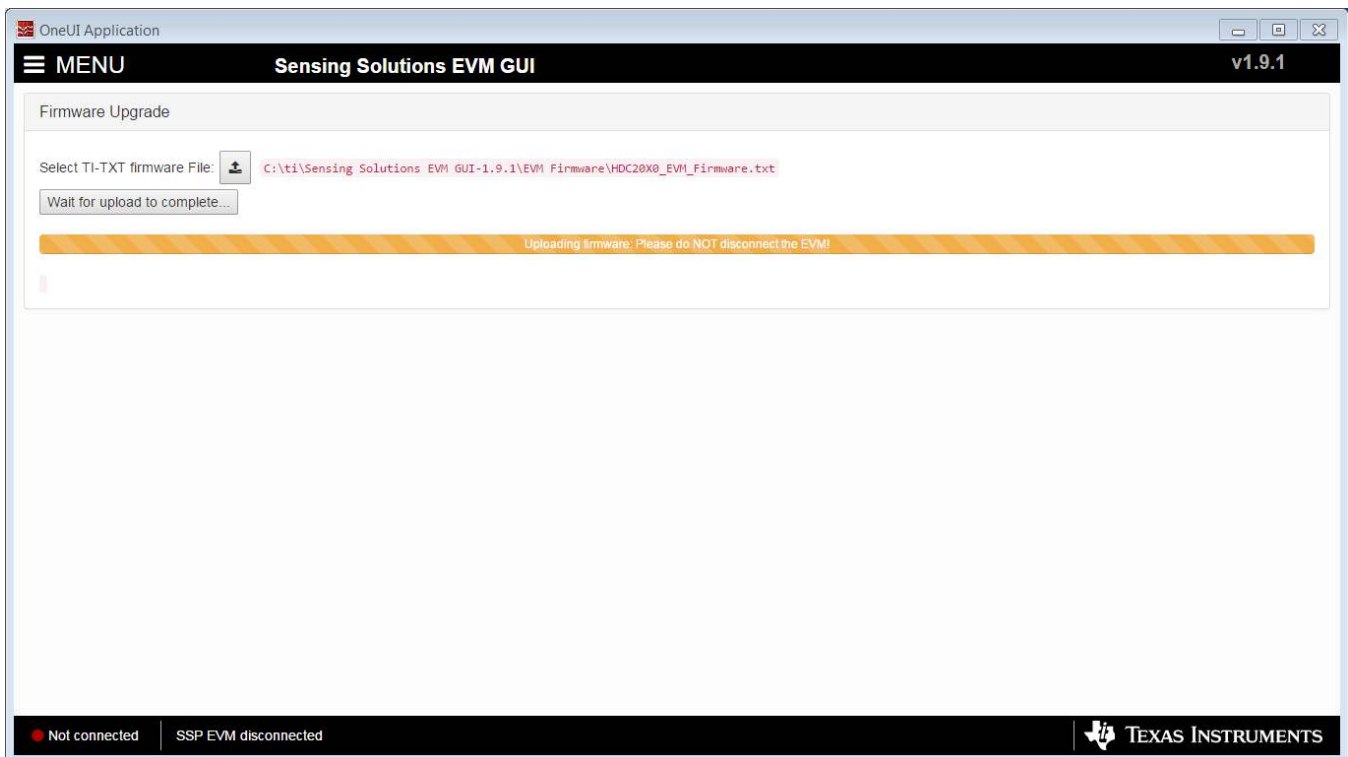 OneUI Application
MENU
Sensing Solutions EVM GUI
v1.9.1
Firmware Upgrade
Select TI-TXT firmware File:
C:\ti\Sensing Solutions EVM GUI-1.9.1\EVM Firmware\HDC20X0_EVM_Firmware.txt
Wait for upload to complete...
Uploading firmware: Please do NOT disconnect the EVM!
Not connected
SSP EVM disconnected
TEXAS INSTRUMENTS